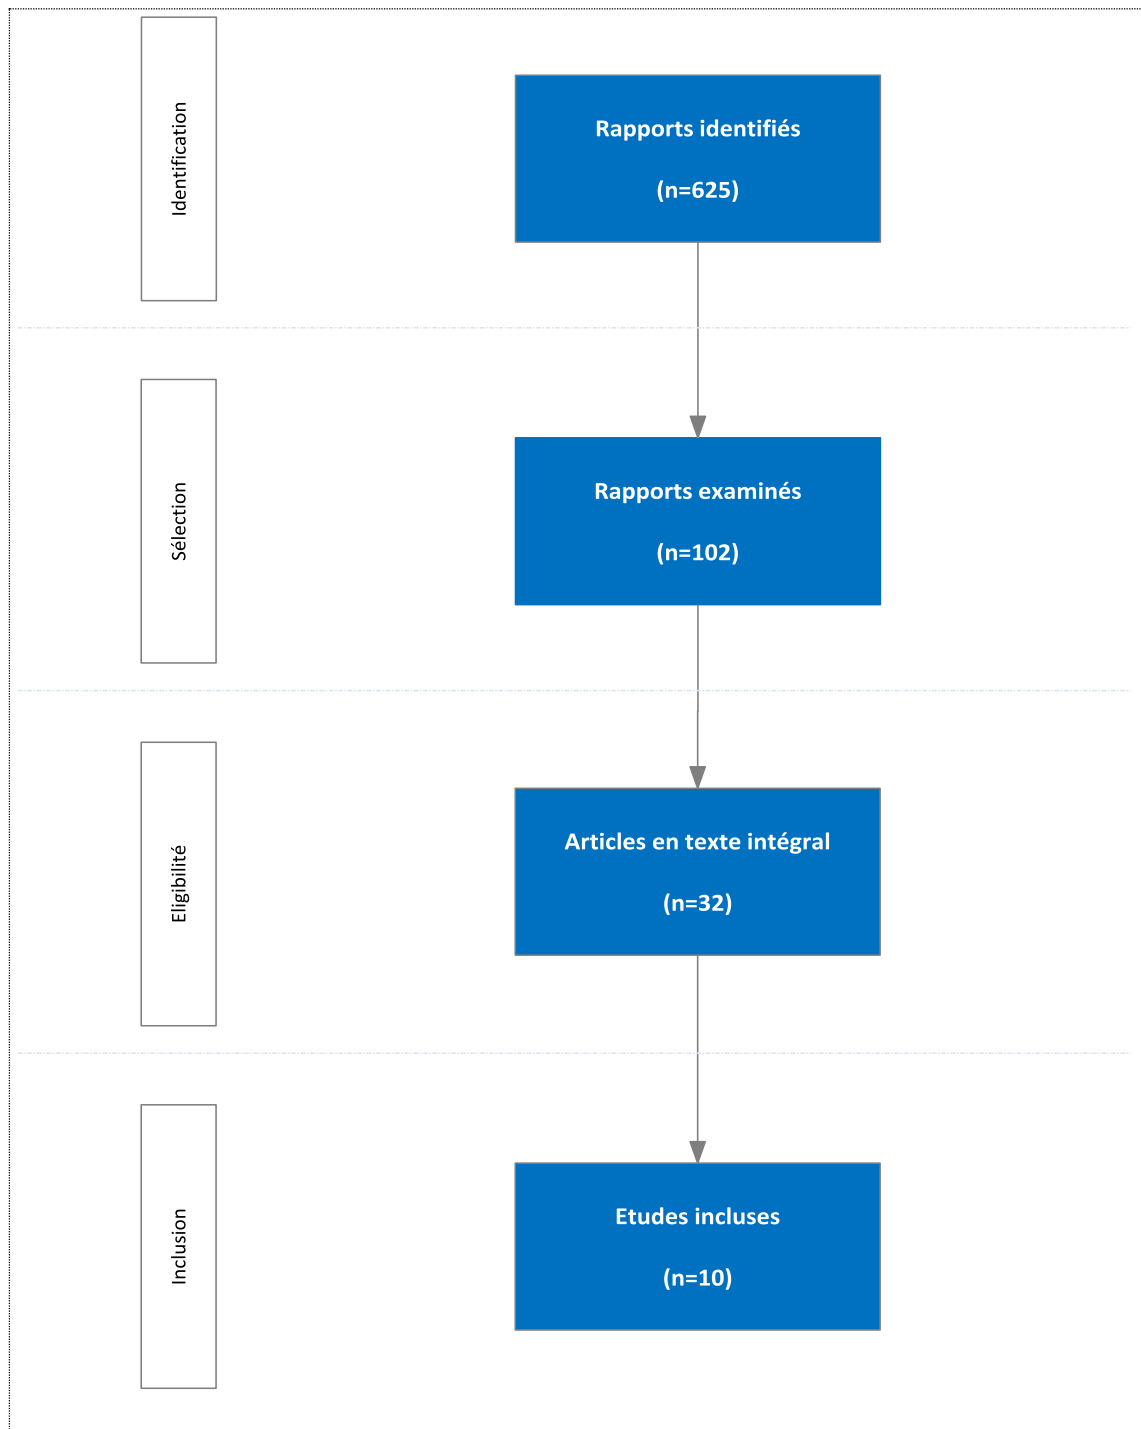 Identification
Rapports identifiés
(n=625)
Sélection
Rapports examinés
(n=102)
Eligibilité
Articles en texte intégral
(n=32)
Inclusion
Etudes incluses
(n=10)